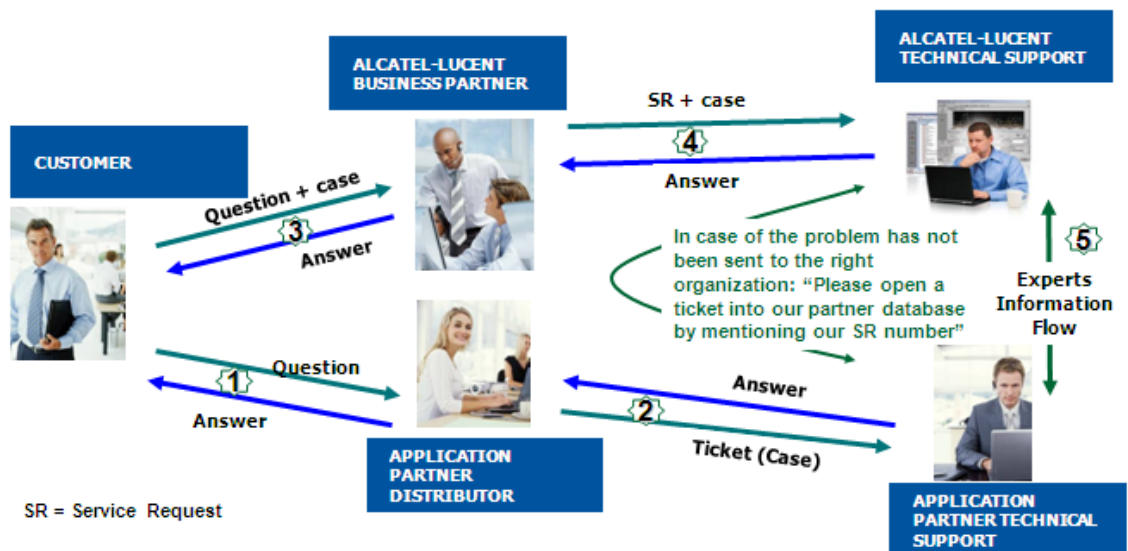 ALCATEL-LUCENT
BUSINESS PARTNER
ALCATEL-LUCENT
TECHNICAL SUPPORT
CUSTOMER
SR + case
4
Answer
Question + case
3
Answer
In case of the problem has not
been sent to the right
organization: “Please open a
ticket into our partner database
by mentioning our SR number”
5
Experts
Information
Flow
Question
1
Answer
Answer
2
Ticket (Case)
APPLICATION
PARTNER
DISTRIBUTOR
APPLICATION
PARTNER TECHNICAL
SUPPORT
SR = Service Request